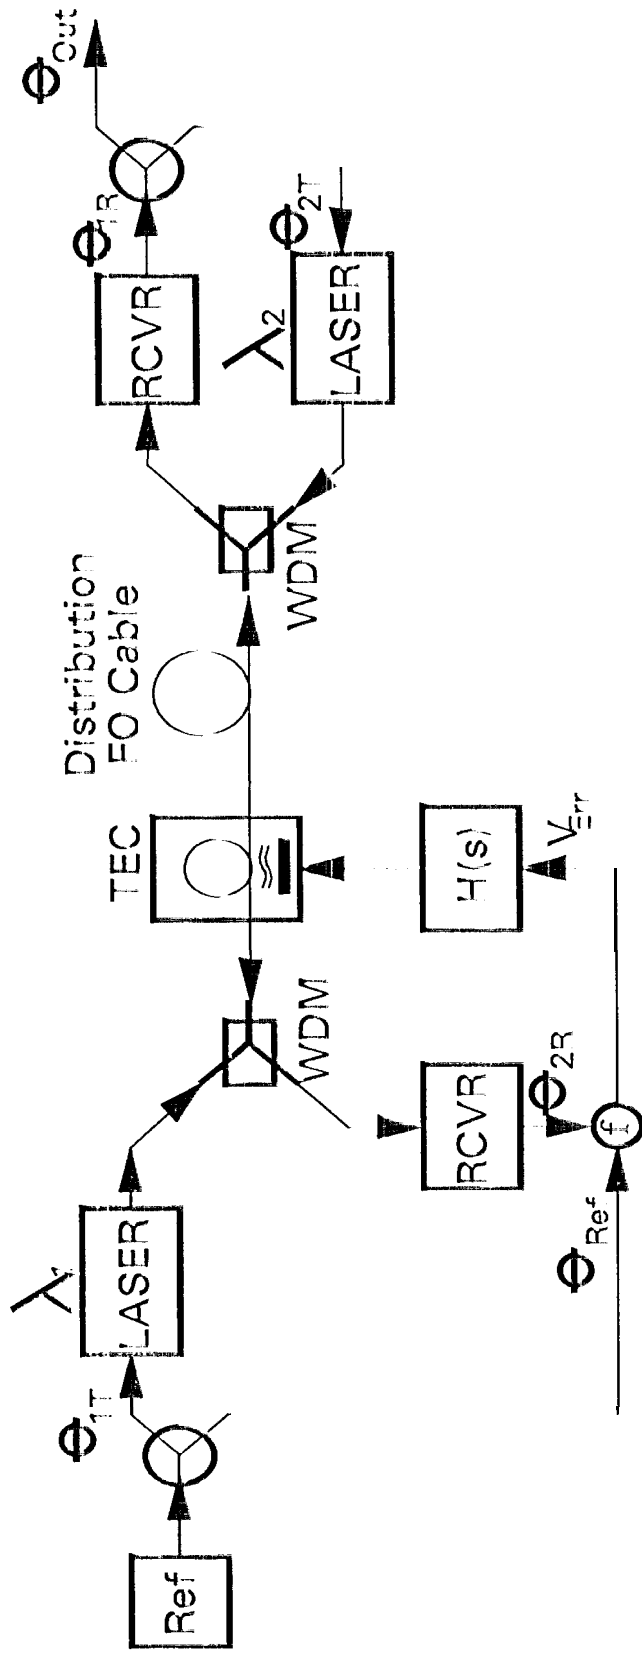 Ref
Φ1T
λ1
LASER
WDM
TEC
Distribution
FO Cable
WDM
RCVR
Φ1R
ΦOut
λ2
LASER
Φ2T
RCVR
Φ2R
ΦRef
f
H(s)
VErr